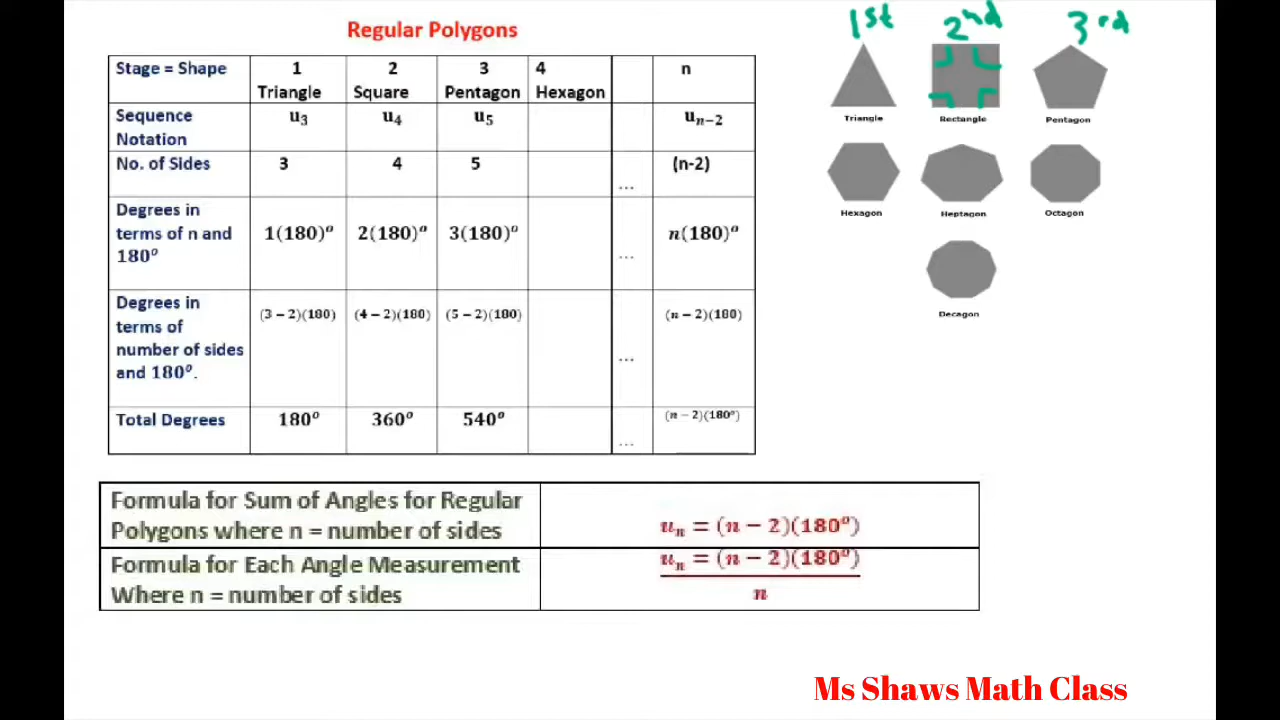 Regular Polygons
Stage = Shape 1 2 3 4 n
Triangle Square Pentagon Hexagon
Sequence u₃ u₄ u₅ uₙ₋₂
Notation
No. of Sides 3 4 5 (n-2)
...
Degrees in
terms of n and 1(180)° 2(180)° 3(180)° n(180)°
180° ...
Degrees in (3 − 2)(180) (4 − 2)(180) (5 − 2)(180) (n − 2)(180)
terms of
number of sides ...
and 180°.
Total Degrees 180° 360° 540° (n − 2)(180°)
...
1st 2nd 3rd
Triangle Rectangle Pentagon
Hexagon Heptagon Octagon
Decagon
Formula for Sum of Angles for Regular
Polygons where n = number of sides
uₙ = (n − 2)(180°)
Formula for Each Angle Measurement
Where n = number of sides
uₙ = (n − 2)(180°)
n
Ms Shaws Math Class